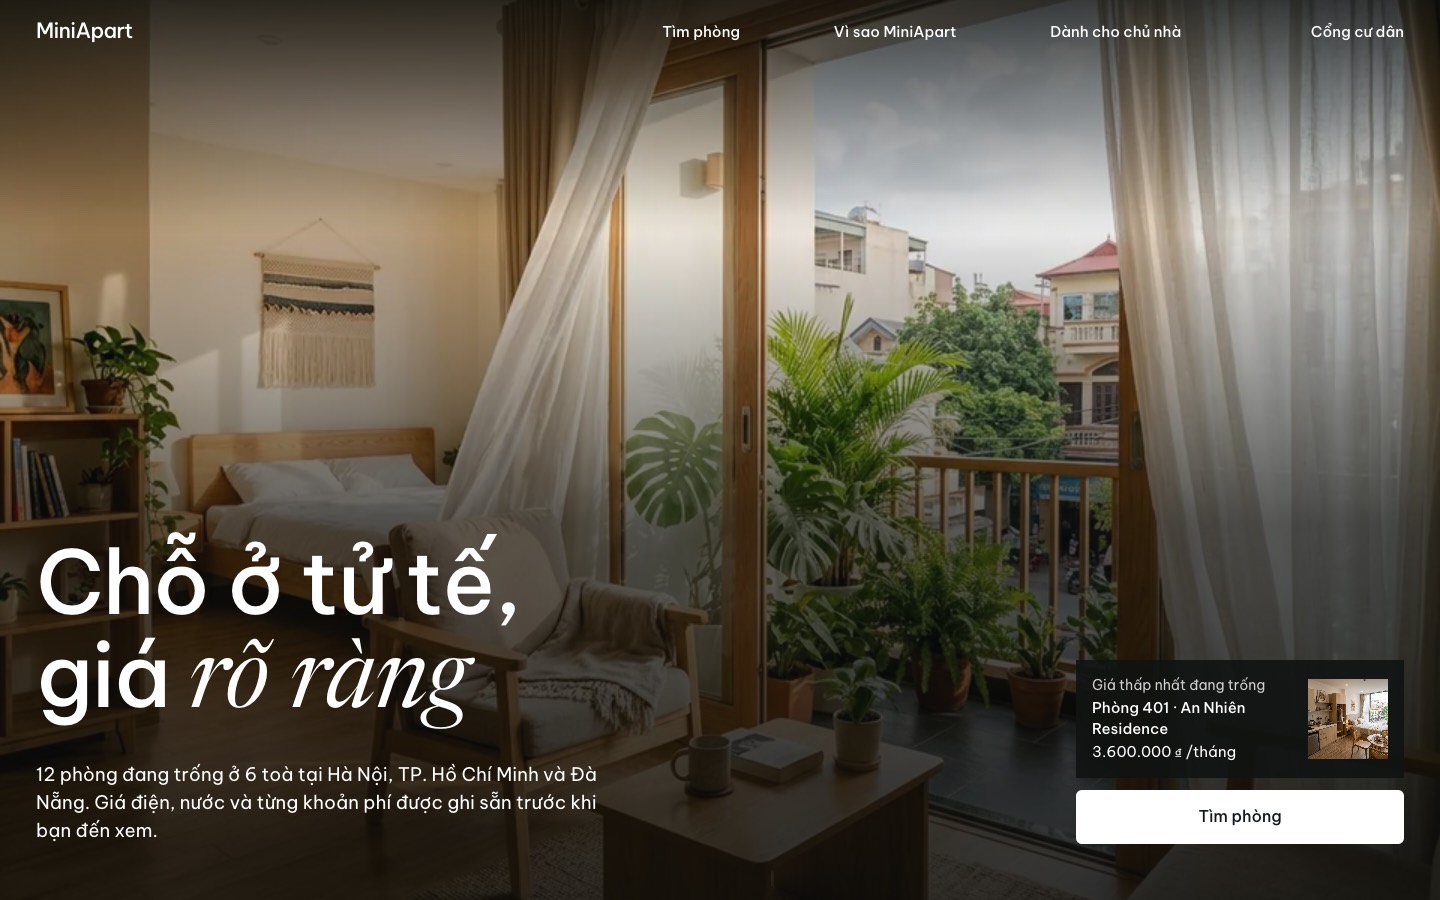 MiniApart
Tìm phòng
Vì sao MiniApart
Dành cho chủ nhà
Cổng cư dân
Chỗ ở tử tế,
giá rõ ràng
12 phòng đang trống ở 6 toà tại Hà Nội, TP. Hồ Chí Minh và Đà
Nẵng. Giá điện, nước và từng khoản phí được ghi sẵn trước khi
bạn đến xem.
Giá thấp nhất đang trống
Phòng 401 · An Nhiên
Residence
3.600.000 ₫ /tháng
Tìm phòng